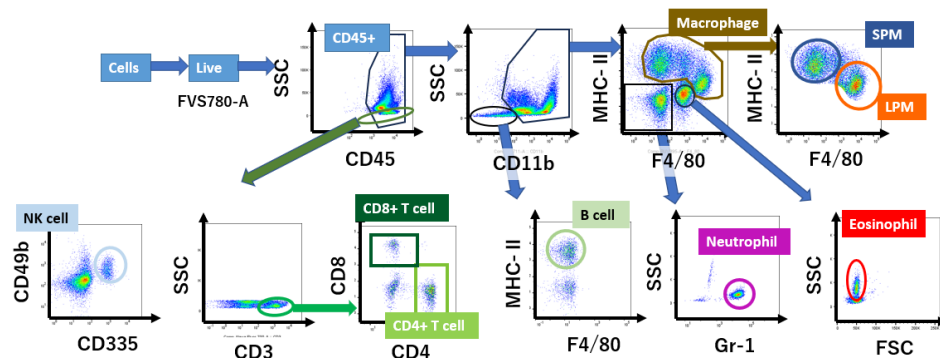 Cells
Live
FVS780-A
CD45+
SSC
CD45
SSC
CD11b
Macrophage
MHC- II
F4/80
SPM
LPM
MHC- II
F4/80
NK cell
CD49b
CD335
SSC
CD3
CD8+ T cell
CD8
CD4+ T cell
CD4
B cell
MHC- II
F4/80
Neutrophil
SSC
Gr-1
Eosinophil
SSC
FSC